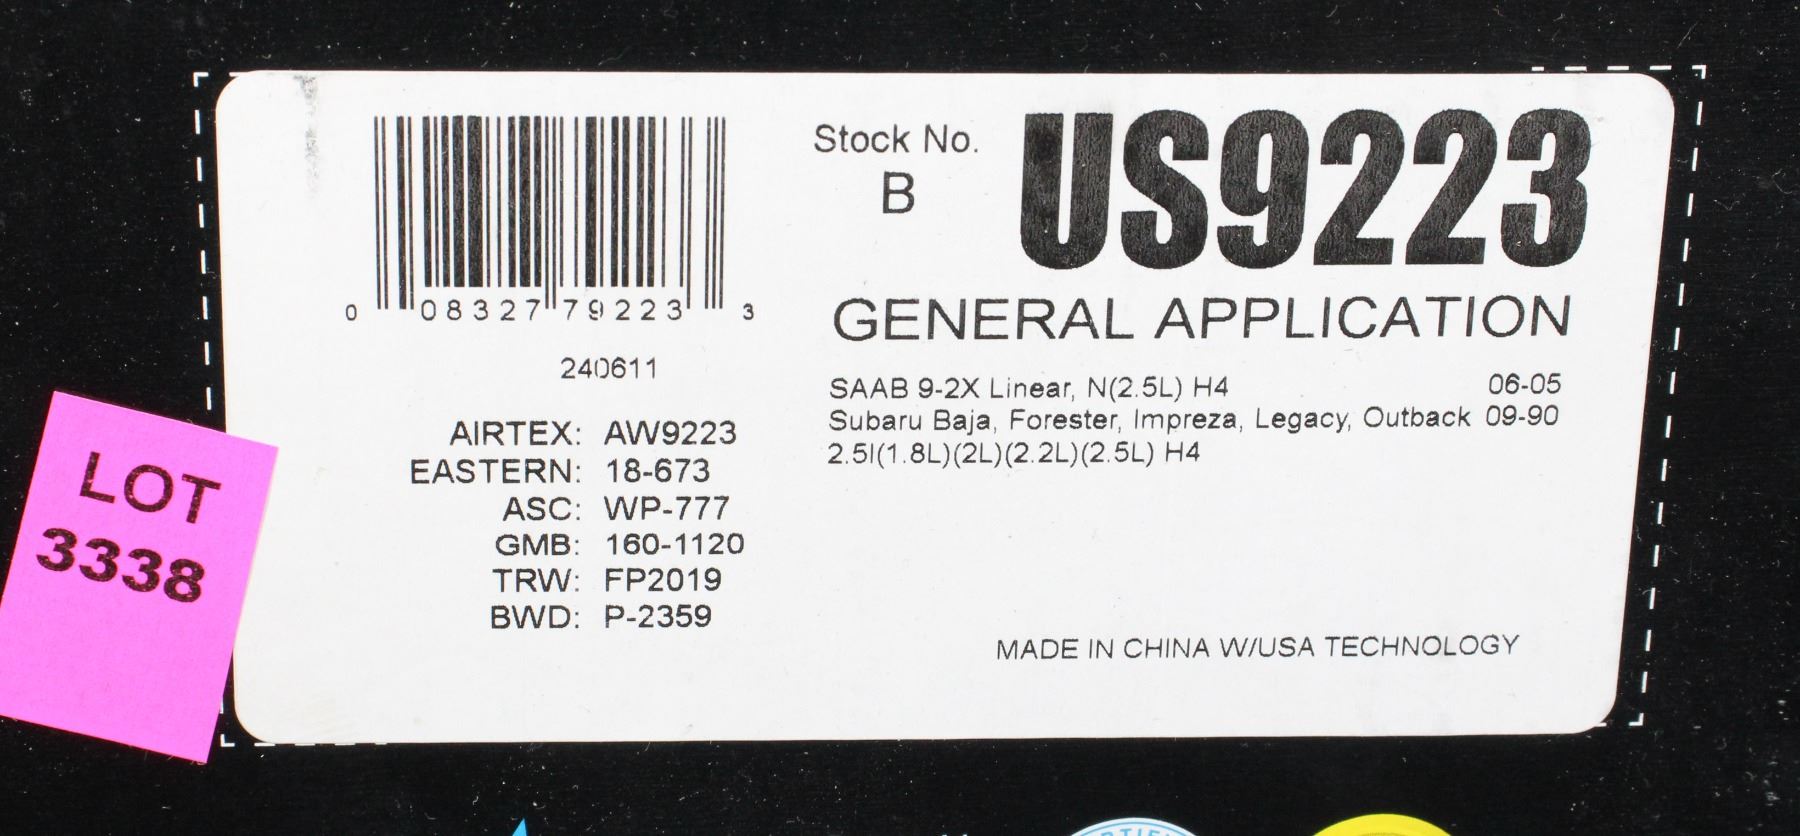 Stock No. US9223
B
0 08327 79223 3
GENERAL APPLICATION
240611
SAAB 9-2X Linear, N(2.5L) H4 06-05
Subaru Baja, Forester, Impreza, Legacy, Outback 09-90
2.5I(1.8L)(2L)(2.2L)(2.5L) H4
AIRTEX: AW9223
EASTERN: 18-673
ASC: WP-777
GMB: 160-1120
TRW: FP2019
BWD: P-2359
MADE IN CHINA W/USA TECHNOLOGY
LOT
3338